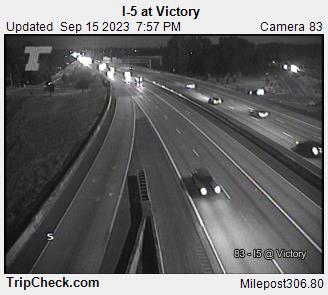 I-5 at Victory
Updated Sep 15 2023 7:57 PM Camera 83
T
S
83 - I5 @ Victory
TripCheck.com Milepost306.80